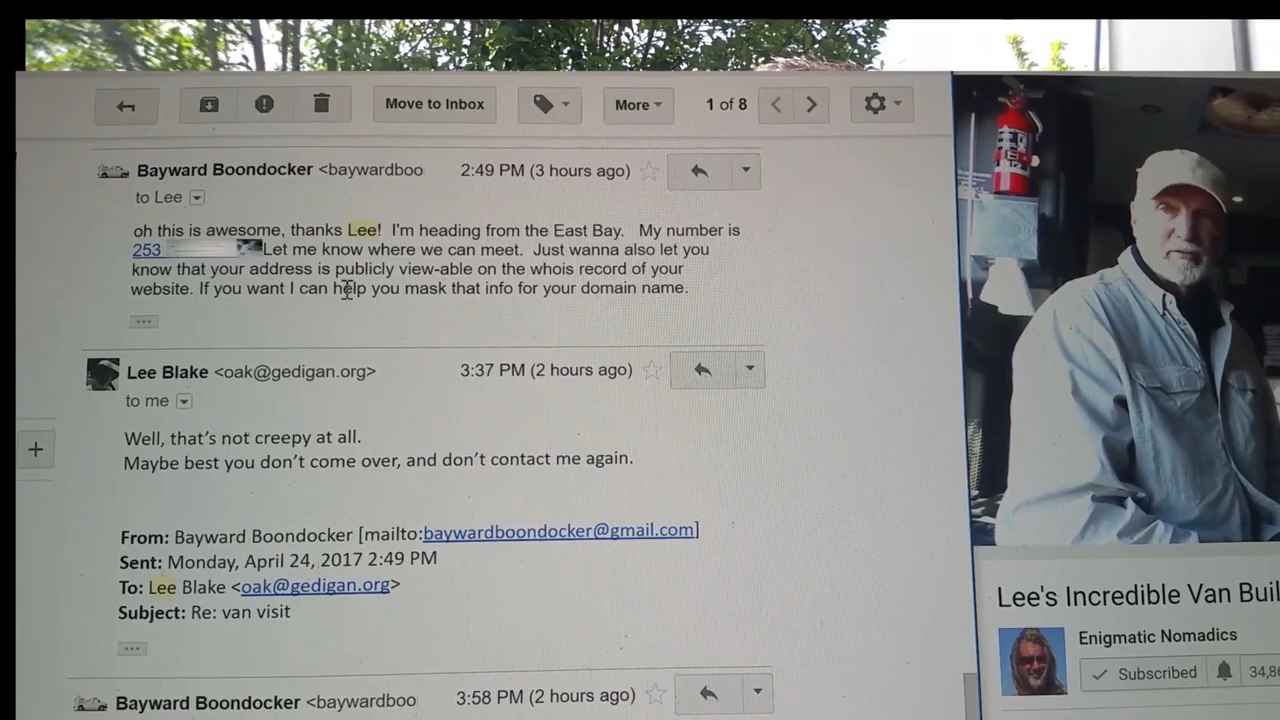 Move to Inbox
More
1 of 8
Bayward Boondocker <baywardboo
2:49 PM (3 hours ago)
to Lee
oh this is awesome, thanks Lee! I'm heading from the East Bay. My number is
253 Let me know where we can meet. Just wanna also let you
know that your address is publicly view-able on the whois record of your
website. If you want I can help you mask that info for your domain name.
Lee Blake <oak@gedigan.org>
3:37 PM (2 hours ago)
to me
Well, that's not creepy at all.
Maybe best you don't come over, and don't contact me again.
From: Bayward Boondocker [mailto:baywardboondocker@gmail.com]
Sent: Monday, April 24, 2017 2:49 PM
To: Lee Blake <oak@gedigan.org>
Subject: Re: van visit
Bayward Boondocker <baywardboo
3:58 PM (2 hours ago)
Lee's Incredible Van Buil
Enigmatic Nomadics
Subscribed
34,86